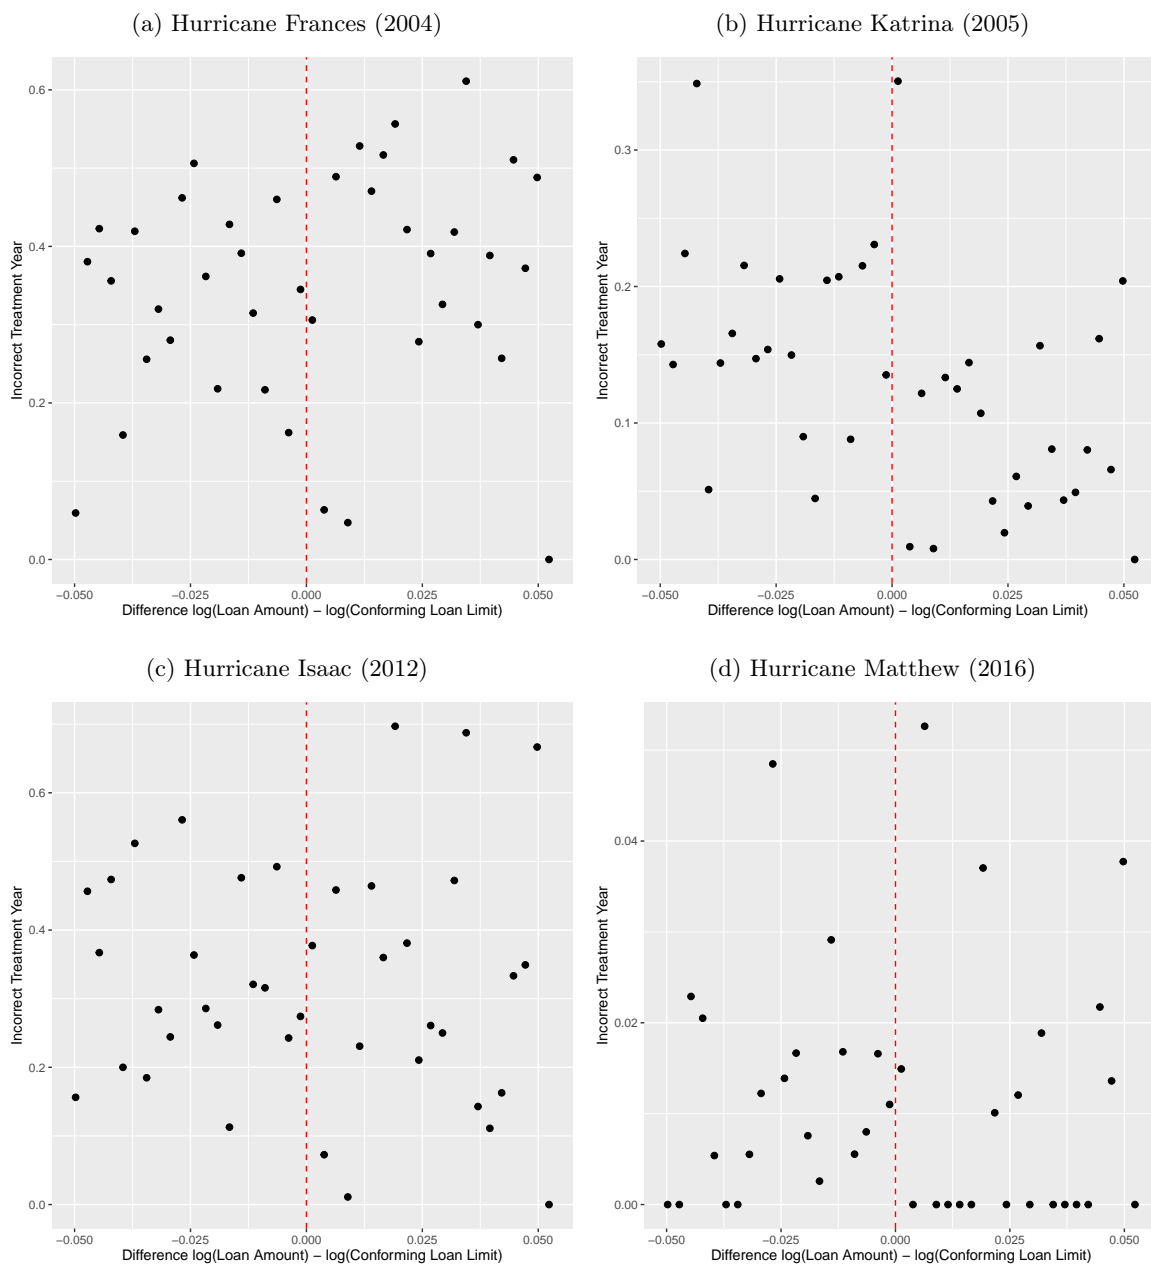 (a) Hurricane Frances (2004)
0.6
0.4
0.2
0.0
Incorrect Treatment Year
−0.050 −0.025 0.000 0.025 0.050
Difference log(Loan Amount) − log(Conforming Loan Limit)
(b) Hurricane Katrina (2005)
0.3
0.2
0.1
0.0
Incorrect Treatment Year
−0.050 −0.025 0.000 0.025 0.050
Difference log(Loan Amount) − log(Conforming Loan Limit)
(c) Hurricane Isaac (2012)
0.6
0.4
0.2
0.0
Incorrect Treatment Year
−0.050 −0.025 0.000 0.025 0.050
Difference log(Loan Amount) − log(Conforming Loan Limit)
(d) Hurricane Matthew (2016)
0.04
0.02
0.00
Incorrect Treatment Year
−0.050 −0.025 0.000 0.025 0.050
Difference log(Loan Amount) − log(Conforming Loan Limit)